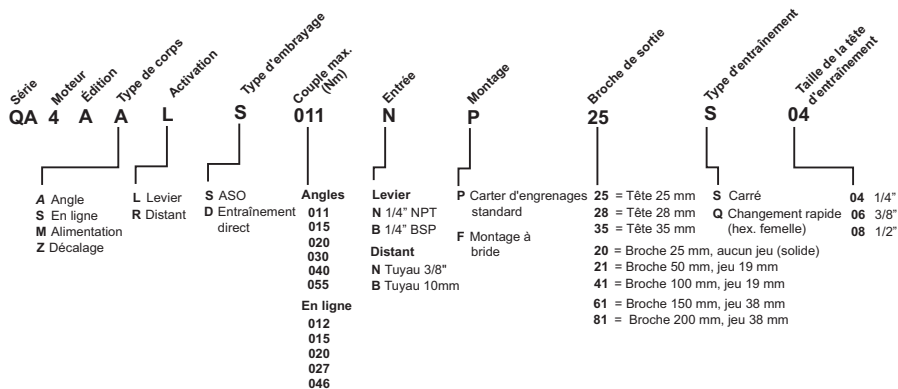 Série
Moteur
Édition
Type de corps
Activation
Type d'embrayage
Couple max.
(Nm)
Entrée
Montage
Broche de sortie
Type d'entraînement
Taille de la tête
d'entraînement
QA 4 A A L S 011 N P 25 S 04
A Angle
S En ligne
M Alimentation
Z Décalage
L Levier
R Distant
S ASO
D Entraînement
direct
Angles
011
015
020
030
040
055
En ligne
012
015
020
027
046
Levier
N 1/4" NPT
B 1/4" BSP
Distant
N Tuyau 3/8"
B Tuyau 10mm
P Carter d'engrenages
standard
F Montage à
bride
25 = Tête 25 mm
28 = Tête 28 mm
35 = Tête 35 mm
20 = Broche 25 mm, aucun jeu (solide)
21 = Broche 50 mm, jeu 19 mm
41 = Broche 100 mm, jeu 19 mm
61 = Broche 150 mm, jeu 38 mm
81 = Broche 200 mm, jeu 38 mm
S Carré
Q Changement rapide
(hex. femelle)
04 1/4"
06 3/8"
08 1/2"